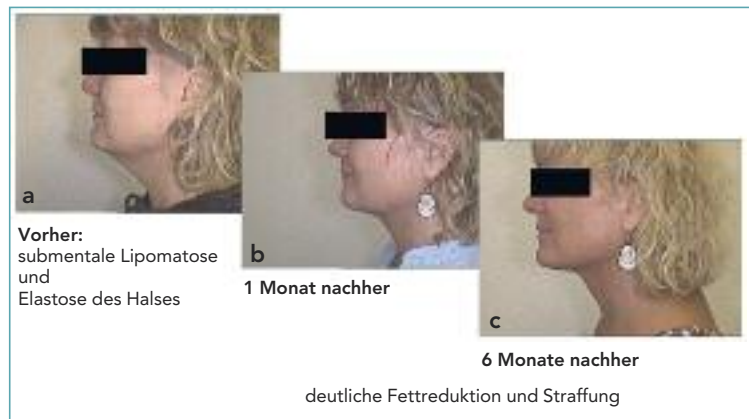 a
Vorher:
submentale Lipomatose
und
Elastose des Halses
b
1 Monat nachher
c
6 Monate nachher
deutliche Fettreduktion und Straffung